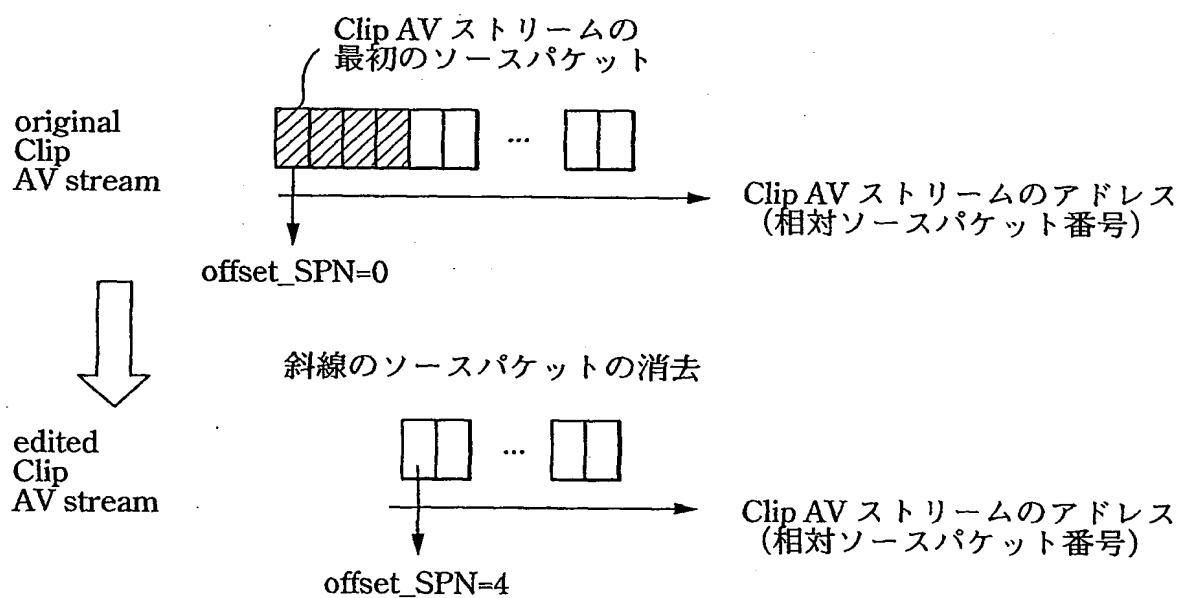 Clip AV ストリームの
最初のソースパケット
original
Clip
AV stream
...
Clip AV ストリームのアドレス
(相対ソースパケット番号)
offset_SPN=0
斜線のソースパケットの消去
edited
Clip
AV stream
...
Clip AV ストリームのアドレス
(相対ソースパケット番号)
offset_SPN=4